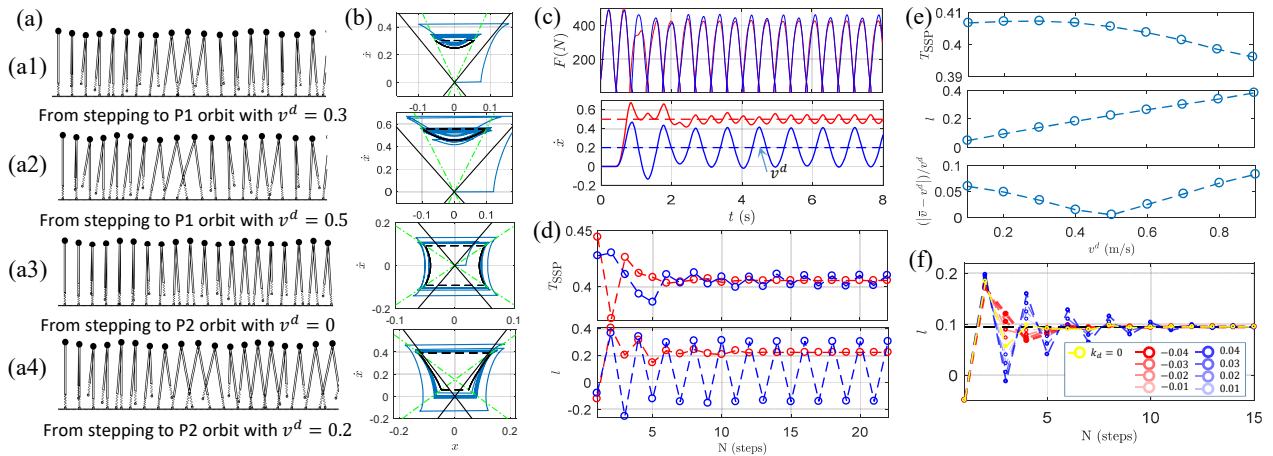 (a)
(a1)
From stepping to P1 orbit with v^d = 0.3
(a2)
From stepping to P1 orbit with v^d = 0.5
(a3)
From stepping to P2 orbit with v^d = 0
(a4)
From stepping to P2 orbit with v^d = 0.2
(b)
ẋ
0.4
0.2
0
-0.1 0 0.1
ẋ
0.6
0.4
0.2
0
-0.1 0 0.1
ẋ
0.2
0
-0.2
-0.1 0 0.1
ẋ
0.4
0.2
0
-0.2 0 0.2
x
(c)
F(N)
400
200
ẋ
0.6
0.4
0.2
0
-0.2
v^d
0 1 2 3 4 5 6 7 8
t (s)
(d)
T_SSP
0.45
0.4
l
0.4
0.2
0
-0.2
5 10 15 20
N (steps)
(e)
T_SSP
0.41
0.4
0.39
l
0.4
0.2
0
(|v̄ − v^d|)/v^d
0.1
0.05
0
0.2 0.4 0.6 0.8
v^d (m/s)
(f)
l
0.2
0.1
0
k_d = 0
-0.04
-0.03
-0.02
-0.01
0.04
0.03
0.02
0.01
5 10 15
N (steps)